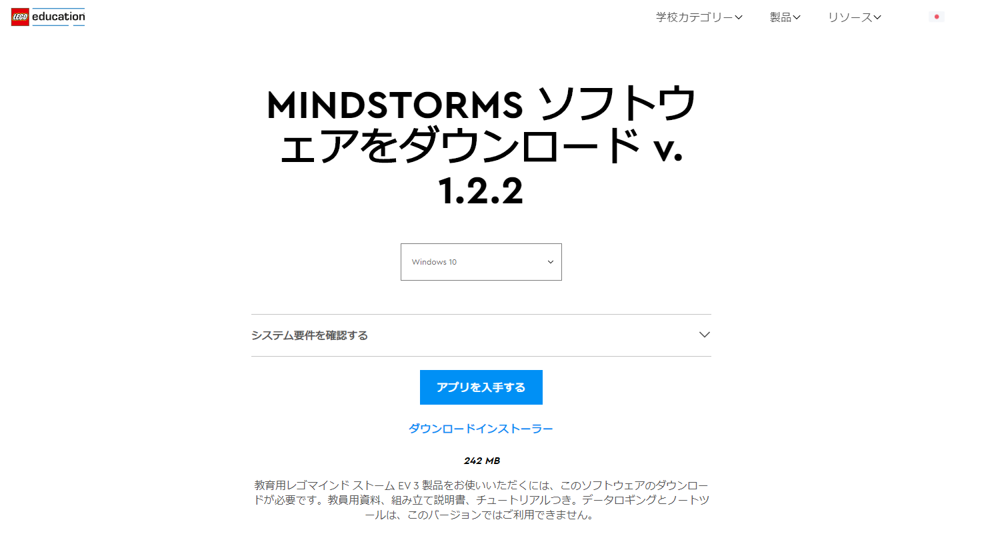 LEGO education
学校カテゴリー 製品 リソース
MINDSTORMS ソフトウ
ェアをダウンロード v.
1.2.2
Windows 10
システム要件を確認する
アプリを入手する
ダウンロードインストーラー
242 MB
教育用レゴマインド ストーム EV 3 製品をお使いいただくには、このソフトウェアのダウンロー
ドが必要です。教員用資料、組み立て説明書、チュートリアルつき。データロギングとノートツ
ールは、このバージョンではご利用できません。